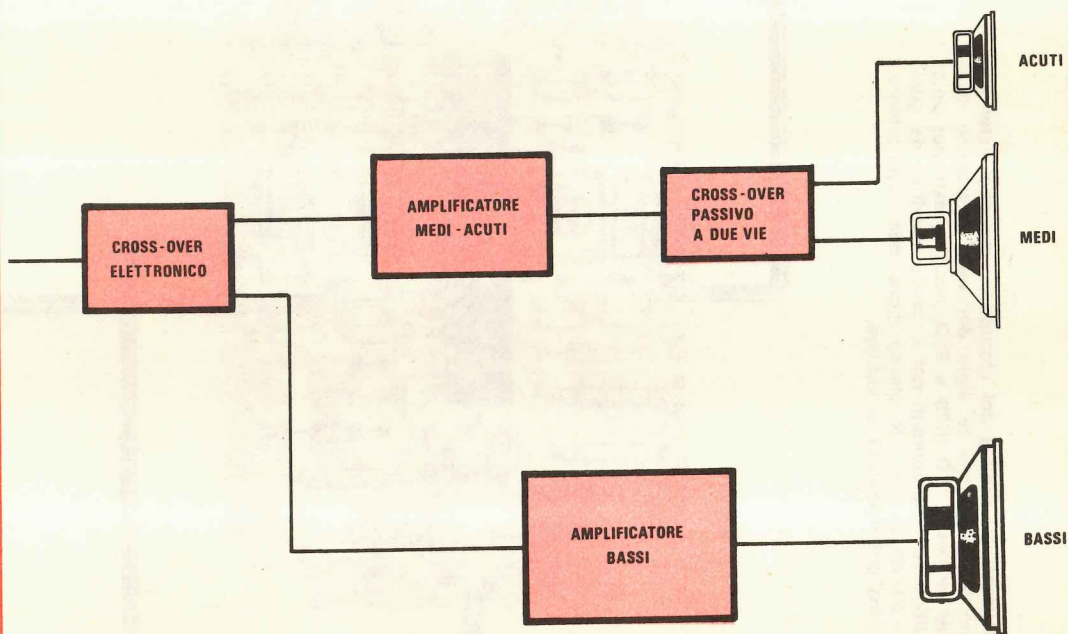 ACUTI
CROSS-OVER
PASSIVO
A DUE VIE
AMPLIFICATORE
MEDI - ACUTI
CROSS-OVER
ELETTRONICO
MEDI
AMPLIFICATORE
BASSI
BASSI